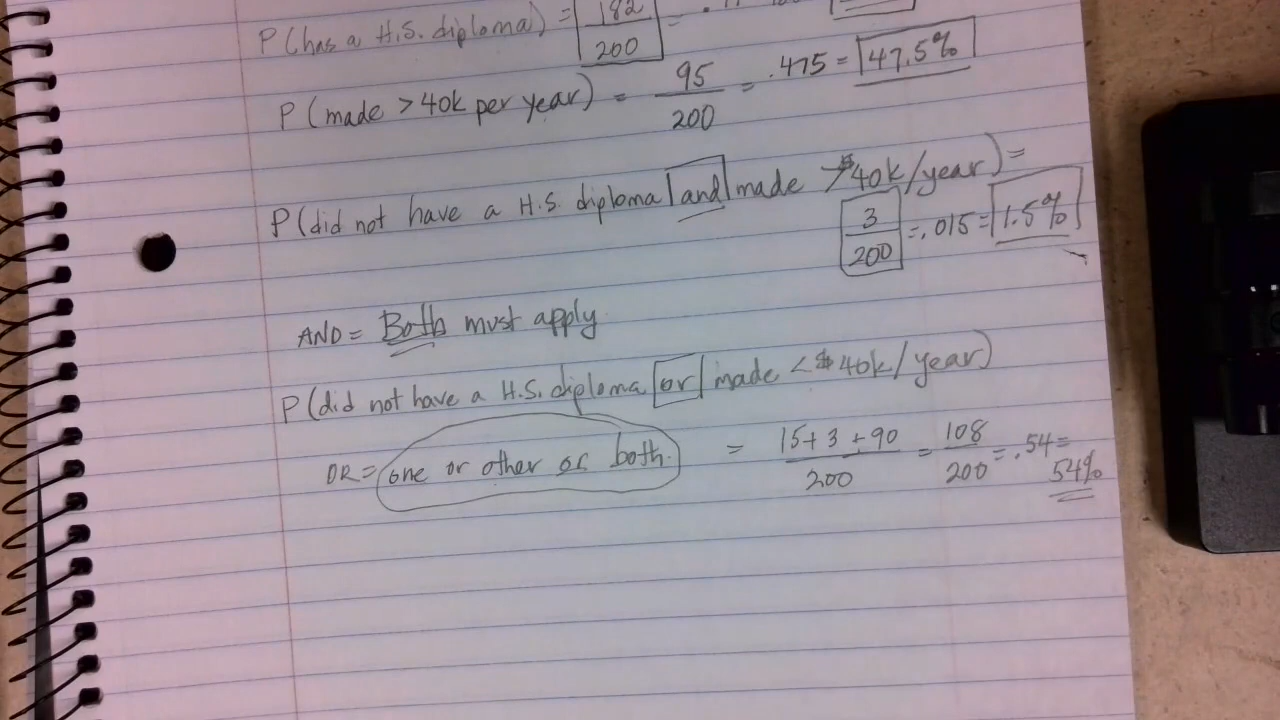 P(has a H.S. diploma) = 182/200 =
P(made >40k per year) = 95/200 = .475 = 47.5%
P(did not have a H.S. diploma and made >$40k/year) =
3/200 = .015 = 1.5%
AND = Both must apply
P(did not have a H.S. diploma or made <$40k/year)
OR = one or other or both. = 15+3+90/200 = 108/200 = .54 =
54%